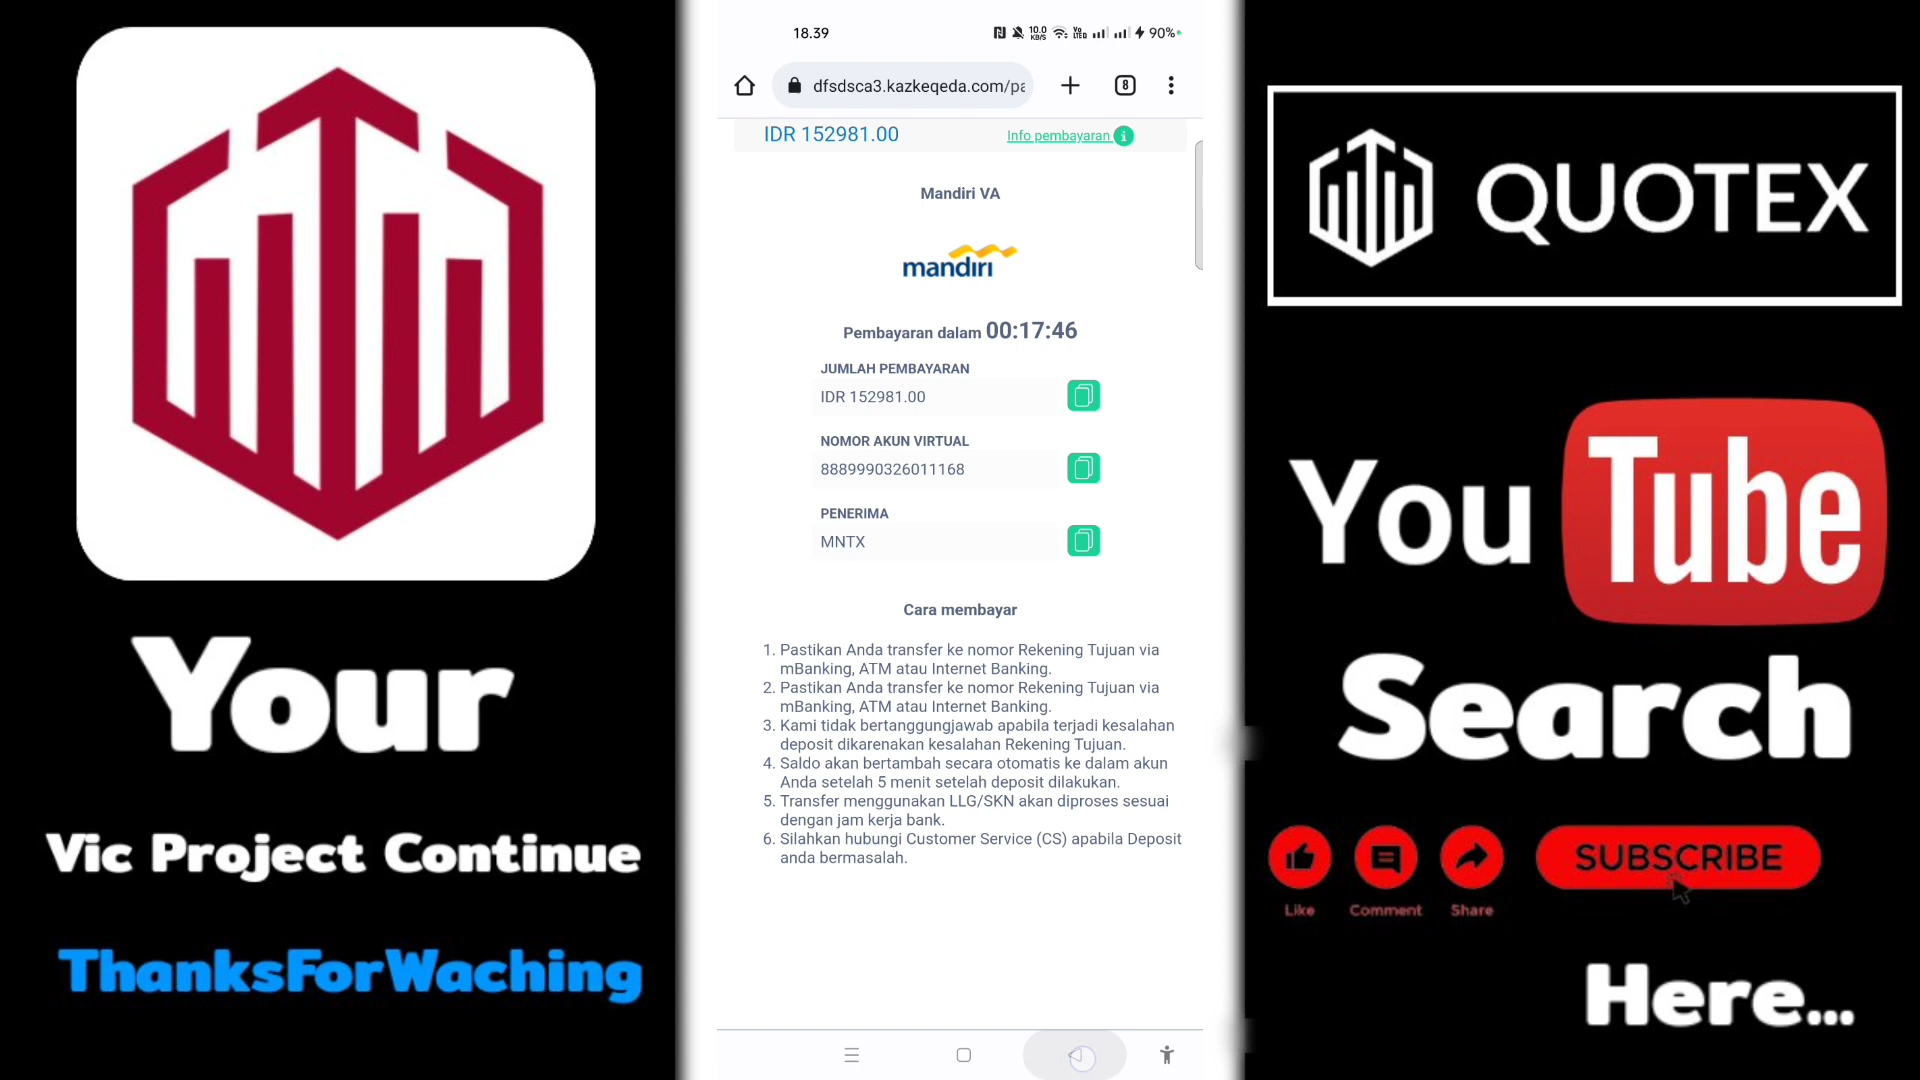 Your
Vic Project Continue
ThanksForWaching
18.39
10.0
KB/S
90%
dfsdsca3.kazkeqeda.com/pa
8
IDR 152981.00
Info pembayaran
Mandiri VA
mandiri
Pembayaran dalam 00:17:46
JUMLAH PEMBAYARAN
IDR 152981.00
NOMOR AKUN VIRTUAL
8889990326011168
PENERIMA
MNTX
Cara membayar
1. Pastikan Anda transfer ke nomor Rekening Tujuan via
mBanking, ATM atau Internet Banking.
2. Pastikan Anda transfer ke nomor Rekening Tujuan via
mBanking, ATM atau Internet Banking.
3. Kami tidak bertanggungjawab apabila terjadi kesalahan
deposit dikarenakan kesalahan Rekening Tujuan.
4. Saldo akan bertambah secara otomatis ke dalam akun
Anda setelah 5 menit setelah deposit dilakukan.
5. Transfer menggunakan LLG/SKN akan diproses sesuai
dengan jam kerja bank.
6. Silahkan hubungi Customer Service (CS) apabila Deposit
anda bermasalah.
QUOTEX
YouTube
Search
SUBSCRIBE
Like Comment Share
Here...